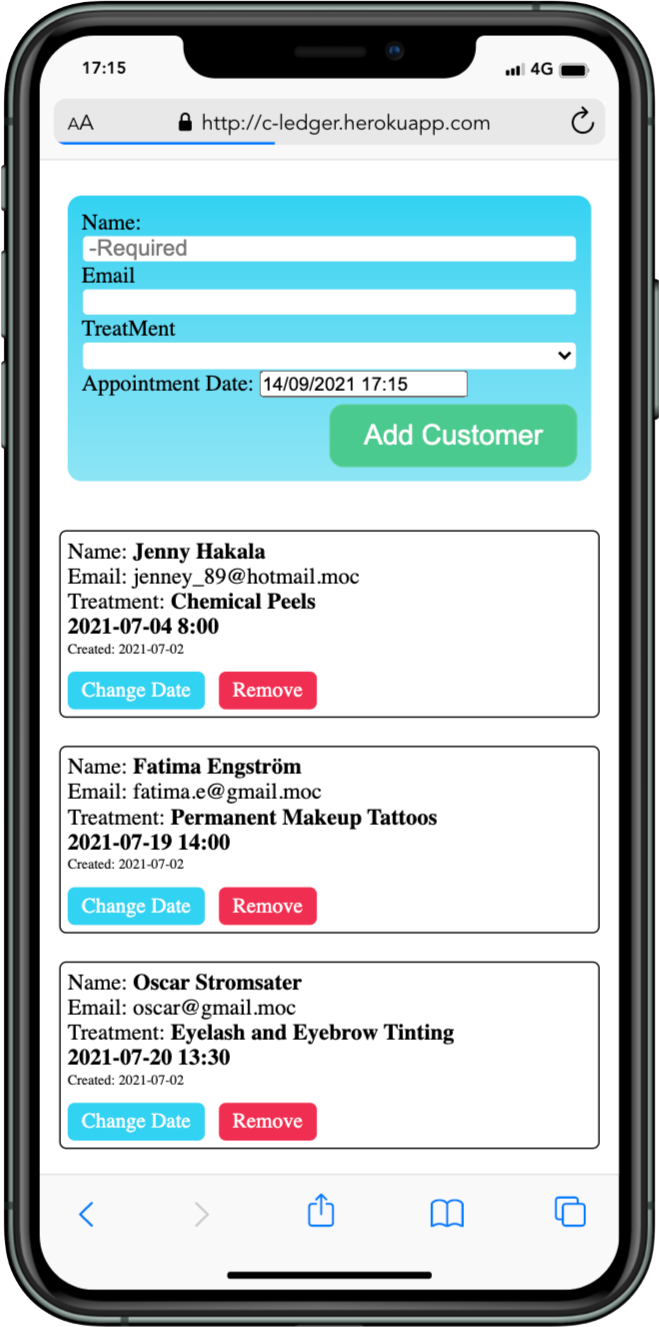 17:15 4G
AA http://c-ledger.herokuapp.com
Name:
-Required
Email
TreatMent
Appointment Date: 14/09/2021 17:15
Add Customer
Name: Jenny Hakala
Email: jenney_89@hotmail.moc
Treatment: Chemical Peels
2021-07-04 8:00
Created: 2021-07-02
Change Date Remove
Name: Fatima Engström
Email: fatima.e@gmail.moc
Treatment: Permanent Makeup Tattoos
2021-07-19 14:00
Created: 2021-07-02
Change Date Remove
Name: Oscar Stromsater
Email: oscar@gmail.moc
Treatment: Eyelash and Eyebrow Tinting
2021-07-20 13:30
Created: 2021-07-02
Change Date Remove